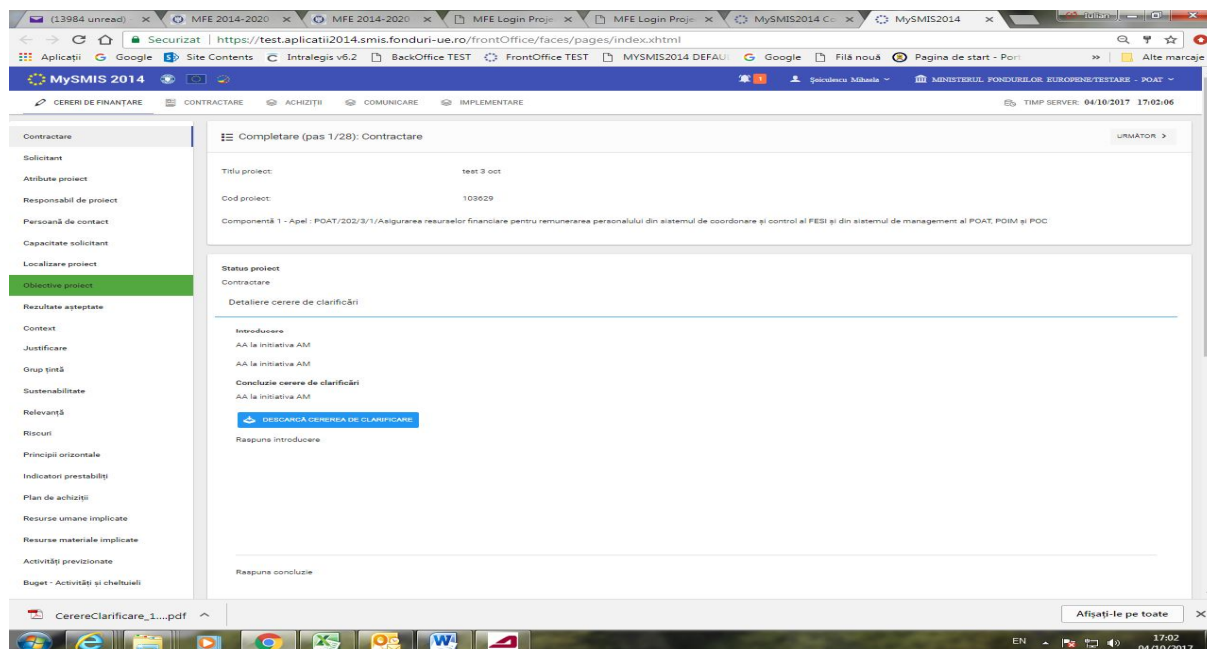 (13984 unread)
MFE 2014-2020
MFE 2014-2020
MFE Login Proje
MFE Login Proje
MySMIS2014 Co
MySMIS2014
Iulian
Securizat | https://test.aplicatii2014.smis.fonduri-ue.ro/frontOffice/faces/pages/index.xhtml
Aplicații Google Site Contents Intralegis v6.2 BackOffice TEST FrontOffice TEST MYSMIS2014 DEFAU Google Filă nouă Pagina de start - Port » Alte marcaje
MySMIS 2014 1 Șeiculescu Mihaela MINISTERUL FONDURILOR EUROPENE/TESTARE - POAT
CERERI DE FINANȚARE CONTRACTARE ACHIZIȚII COMUNICARE IMPLEMENTARE TIMP SERVER: 04/10/2017 17:02:06
Contractare
Solicitant
Atribute proiect
Responsabil de proiect
Persoană de contact
Capacitate solicitant
Localizare proiect
Obiective proiect
Rezultate așteptate
Context
Justificare
Grup țintă
Sustenabilitate
Relevanță
Riscuri
Principii orizontale
Indicatori prestabiliți
Plan de achiziții
Resurse umane implicate
Resurse materiale implicate
Activități previzionate
Buget - Activități și cheltuieli
Completare (pas 1/28): Contractare
URMĂTOR >
Titlu proiect: test 3 oct
Cod proiect: 103629
Componentă 1 - Apel : POAT/202/3/1/Asigurarea resurselor financiare pentru remunerarea personalului din sistemul de coordonare și control al FESI și din sistemul de management al POAT, POIM și POC
Status proiect
Contractare
Detaliere cerere de clarificări
Introducere
AA la initiativa AM
AA la initiativa AM
Concluzie cerere de clarificări
AA la initiativa AM
DESCARCĂ CEREREA DE CLARIFICARE
Raspuns introducere
Raspuns concluzie
CerereClarificare_1....pdf
Afișați-le pe toate
EN
17:02
04/10/2017